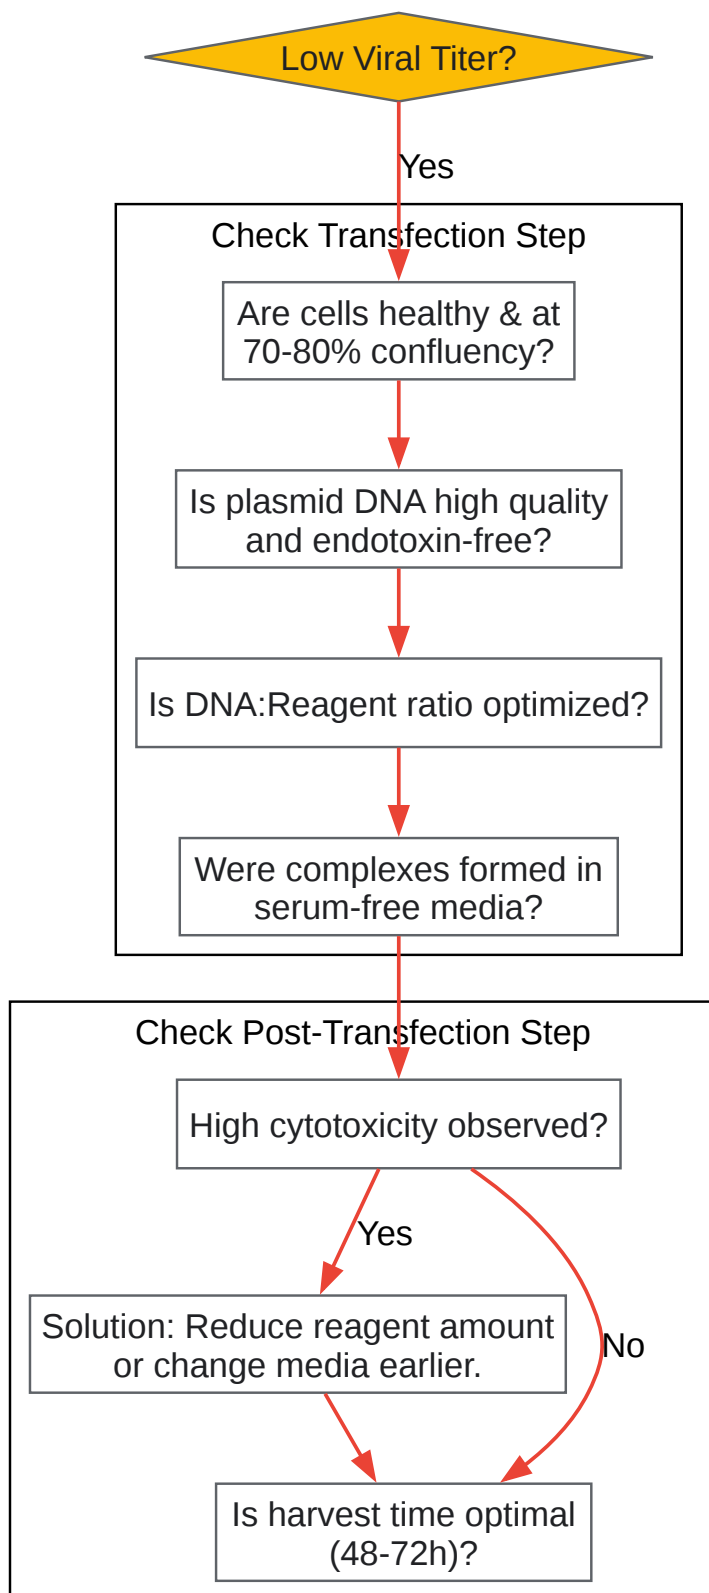 Low Viral Titer?
Yes
Check Transfection Step
Are cells healthy & at
70-80% confluency?
Is plasmid DNA high quality
and endotoxin-free?
Is DNA:Reagent ratio optimized?
Were complexes formed in
serum-free media?
Check Post-Transfection Step
High cytotoxicity observed?
Yes
Solution: Reduce reagent amount
or change media earlier.
No
Is harvest time optimal
(48-72h)?